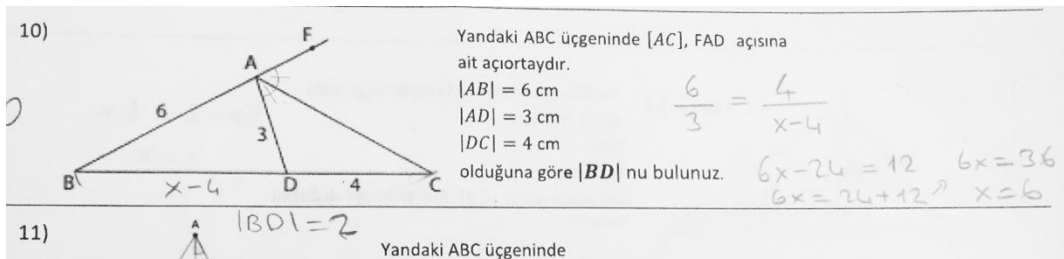 10)
F
A
6
3
B
x-4
D
4
C
Yandaki ABC üçgeninde [AC], FAD açısına
ait açıortaydır.
|AB| = 6 cm
|AD| = 3 cm
|DC| = 4 cm
olduğuna göre |BD| nu bulunuz.
6/3 = 4/x-4
6x-24=12 6x=36
6x=24+12 x=6
|BD|=2
11)
A
Yandaki ABC üçgeninde